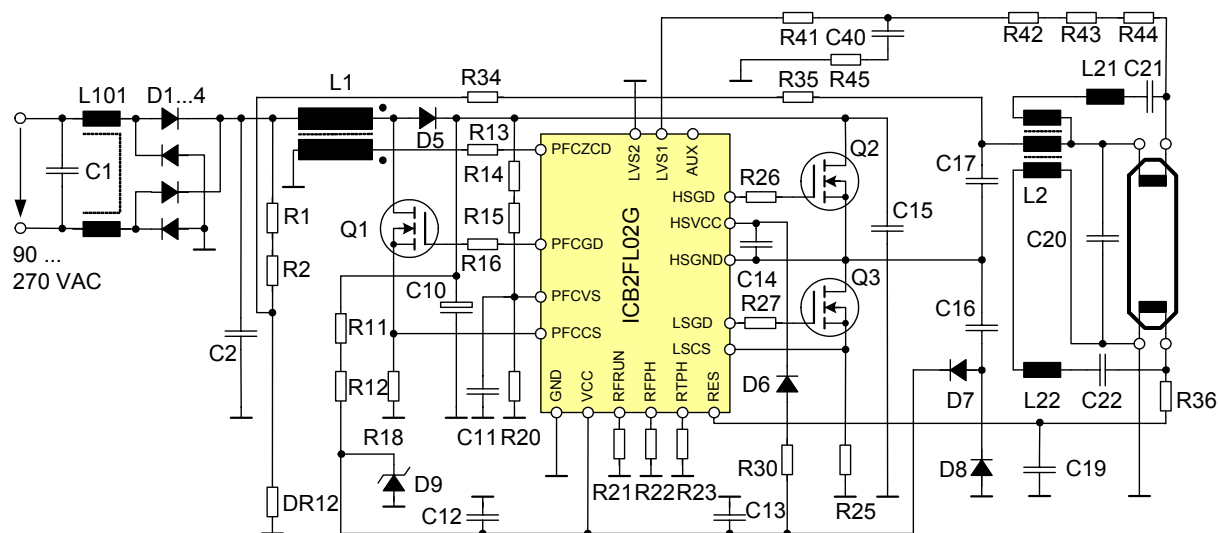 R41
C40
R42
R43
R44
R45
R34
R35
L21
C21
L101
D1...4
L1
D5
R13
PFCZCD
LVS2
LVS1
AUX
Q2
C17
C1
R14
HSGD
R26
L2
R1
R15
Q1
HSVCC
C15
C20
PFCGD
R16
ICB2FL02G
HSGND
C14
90 ...
270 VAC
R2
C10
Q3
PFCVS
R27
C16
R11
LSGD
PFCCS
C2
LSCS
R12
D6
D7
L22
C22
R36
GND
VCC
RFRUN
RFPH
RTPH
RES
R18
C11
R20
D9
R21
R22
R23
R30
R25
D8
C19
DR12
C12
C13